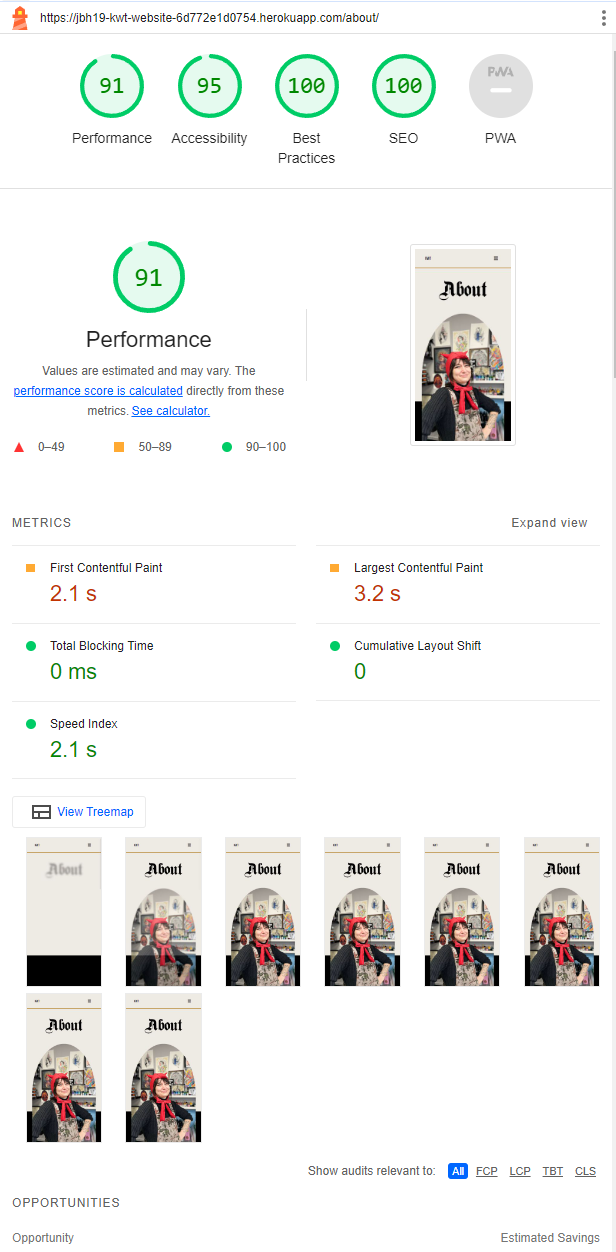 https://jbh19-kwt-website-6d772e1d0754.herokuapp.com/about/
91 95 100 100 PWA
Performance Accessibility Best Practices SEO PWA
91
Performance
Values are estimated and may vary. The
performance score is calculated directly from these
metrics. See calculator.
0–49 50–89 90–100
KWT
About
METRICS Expand view
First Contentful Paint Largest Contentful Paint
2.1 s 3.2 s
Total Blocking Time Cumulative Layout Shift
0 ms 0
Speed Index
2.1 s
View Treemap
About About About About About About
About About
Show audits relevant to: All FCP LCP TBT CLS
OPPORTUNITIES
Opportunity Estimated Savings